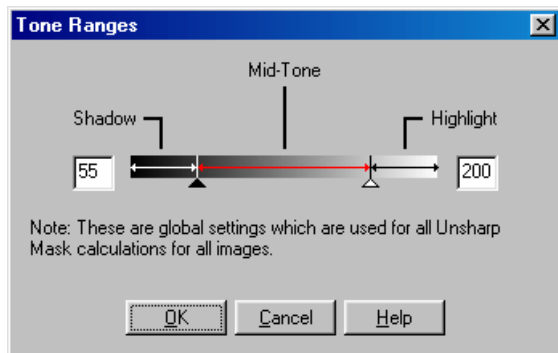 Tone Ranges
Mid-Tone
Shadow
Highlight
55
200
Note: These are global settings which are used for all Unsharp
Mask calculations for all images.
OK
Cancel
Help